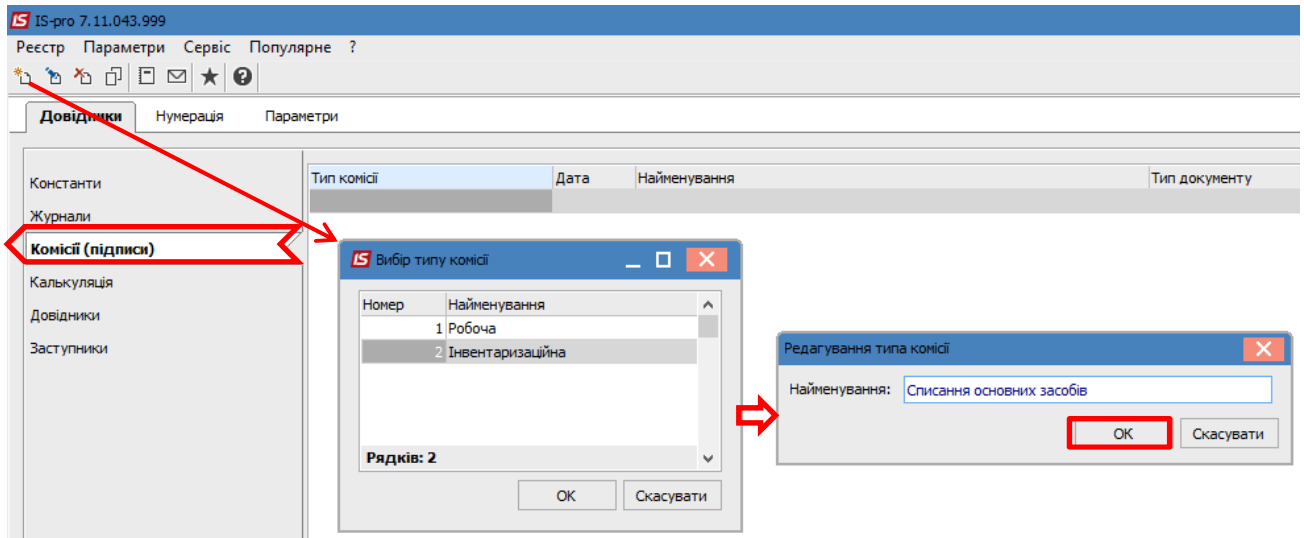 IS IS-pro 7.11.043.999
Реєстр Параметри Сервіс Популярне ?
Довідники Нумерація Параметри
Константи
Журнали
Комісії (підписи)
Калькуляція
Довідники
Заступники
Тип комісії Дата Найменування Тип документу
IS Вибір типу комісії
Номер Найменування
1 Робоча
2 Інвентаризаційна
Рядків: 2
ОК Скасувати
Редагування типа комісії
Найменування: Списання основних засобів
ОК Скасувати